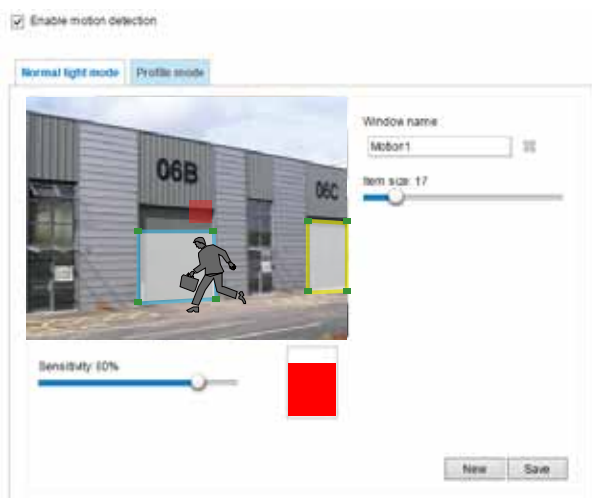 Enable motion detection
Normal light mode
Profile mode
Window name
Motion1
Item size: 17
06B
06C
Sensitivity: 80%
New
Save